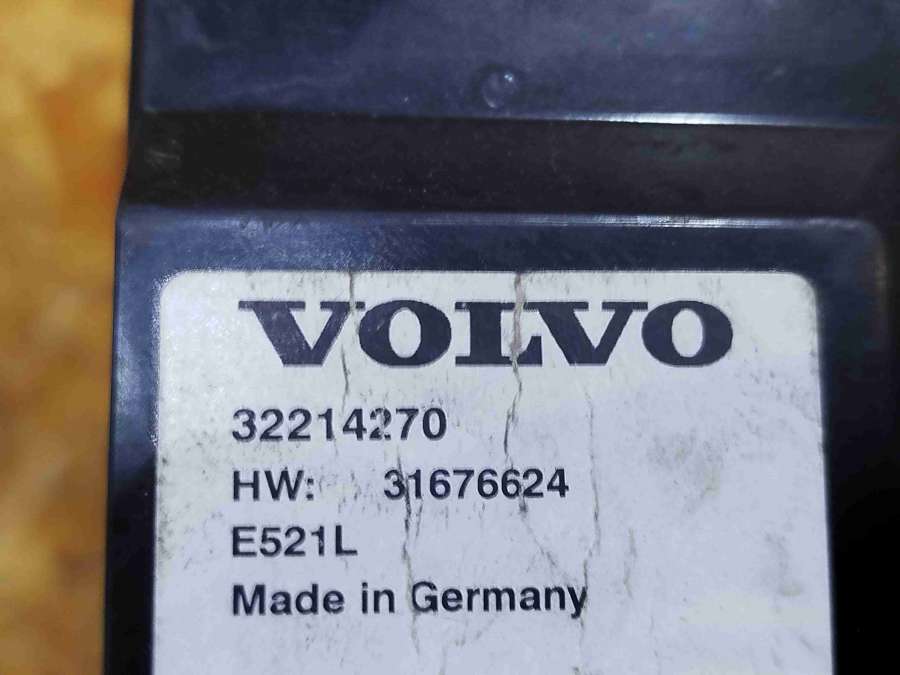 VOLVO
32214270
HW: 31676624
E521L
Made in Germany